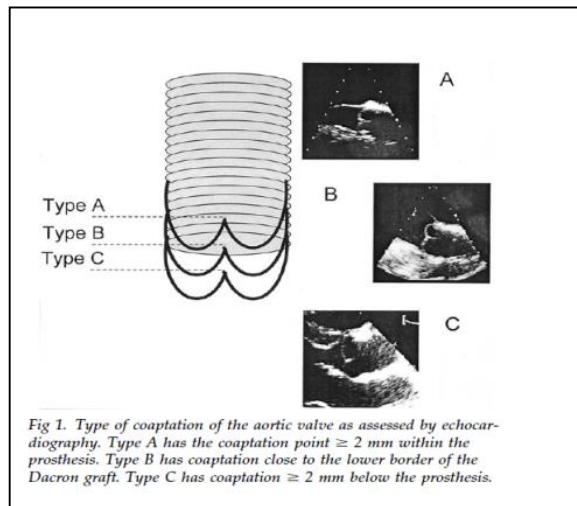 A
Type A
B
Type B
Type C
C
Fig 1. Type of coaptation of the aortic valve as assessed by echocar-
diography. Type A has the coaptation point ≥ 2 mm within the
prosthesis. Type B has coaptation close to the lower border of the
Dacron graft. Type C has coaptation ≥ 2 mm below the prosthesis.